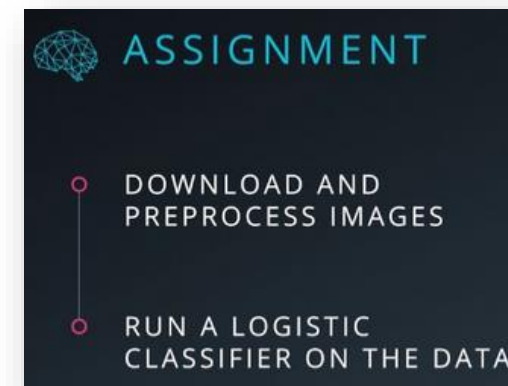 ASSIGNMENT
DOWNLOAD AND
PREPROCESS IMAGES
RUN A LOGISTIC
CLASSIFIER ON THE DATA